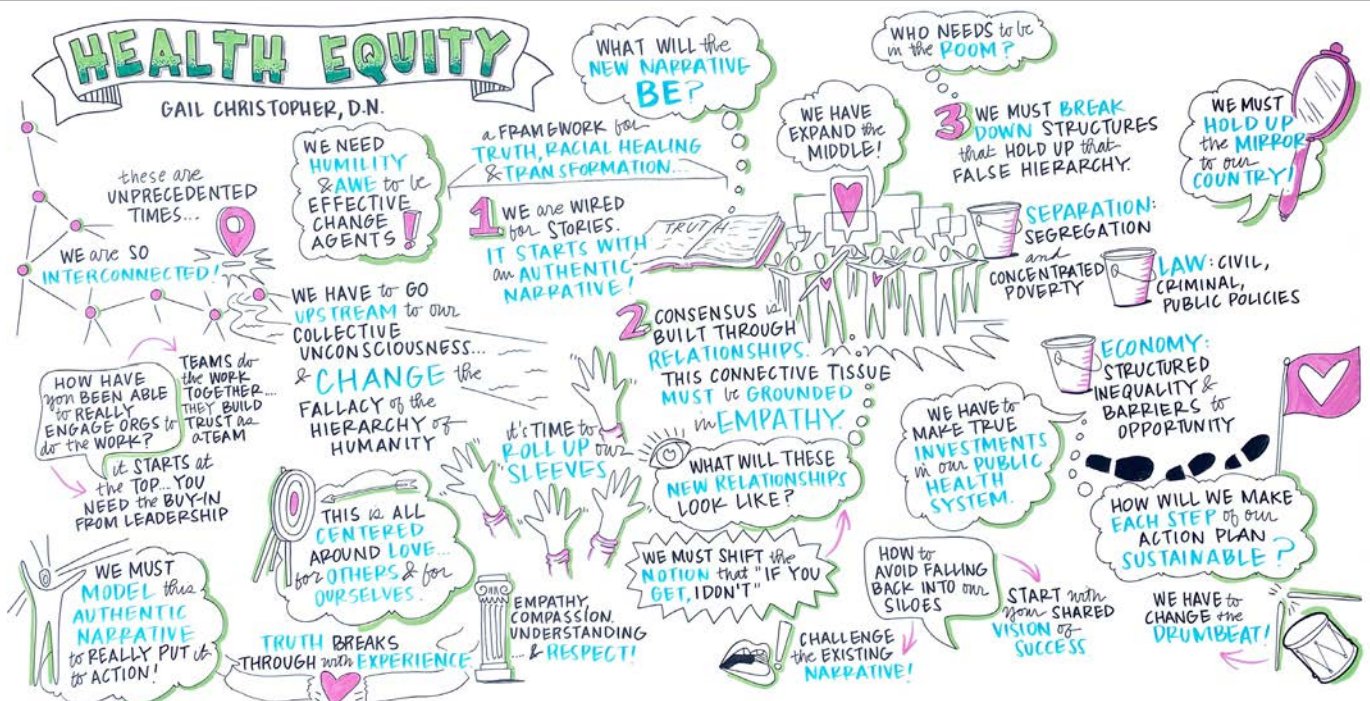 HEALTH EQUITY
GAIL CHRISTOPHER, D.N.
these are
UNPRECEDENTED
TIMES...
WE are SO
INTERCONNECTED!
WE NEED
HUMILITY
& AWE to be
EFFECTIVE
CHANGE
AGENTS!
WE HAVE to GO
UPSTREAM to our
COLLECTIVE
UNCONSCIOUSNESS...
& CHANGE the
FALLACY of the
HIERARCHY of
HUMANITY
HOW HAVE
you BEEN ABLE
to REALLY
ENGAGE ORGS to
do the WORK?
TEAMS do
the WORK
TOGETHER...
THEY BUILD
TRUST as
a TEAM
it STARTS at
the TOP... YOU
NEED the BUY-IN
FROM LEADERSHIP
WE MUST
MODEL this
AUTHENTIC
NARRATIVE
to REALLY PUT it
to ACTION!
THIS is ALL
CENTERED
AROUND LOVE...
for OTHERS & for
OURSELVES.
TRUTH BREAKS
THROUGH with EXPERIENCE
EMPATHY,
COMPASSION.
UNDERSTANDING
... & RESPECT!
WHAT WILL the
NEW NARRATIVE
BE?
a FRAMEWORK for
TRUTH, RACIAL HEALING
& TRANSFORMATION...
1 WE are WIRED
for STORIES.
IT STARTS WITH
an AUTHENTIC
NARRATIVE!
TRUTH
2 CONSENSUS is
BUILT THROUGH
RELATIONSHIPS.
THIS CONNECTIVE TISSUE
MUST be GROUNDED
in EMPATHY.
it's TIME to
ROLL UP our
SLEEVES
WHAT WILL THESE
NEW RELATIONSHIPS
LOOK LIKE?
WE MUST SHIFT the
NOTION that "IF YOU
GET, I DON'T"
CHALLENGE
the EXISTING
NARRATIVE!
WE HAVE
EXPAND the
MIDDLE!
WHO NEEDS to be
in the ROOM?
3 WE MUST BREAK
DOWN STRUCTURES
that HOLD UP that
FALSE HIERARCHY.
WE MUST
HOLD UP
the MIRROR
to our
COUNTRY!
SEPARATION:
SEGREGATION
and
CONCENTRATED
POVERTY
LAW: CIVIL,
CRIMINAL,
PUBLIC POLICIES
ECONOMY:
STRUCTURED
INEQUALITY &
BARRIERS to
OPPORTUNITY
WE HAVE to
MAKE TRUE
INVESTMENTS
in our PUBLIC
HEALTH
SYSTEM.
HOW WILL WE MAKE
EACH STEP of our
ACTION PLAN
SUSTAINABLE?
HOW to
AVOID FALLING
BACK INTO our
SILOES
START with
your SHARED
VISION of
SUCCESS
WE HAVE to
CHANGE the
DRUMBEAT!